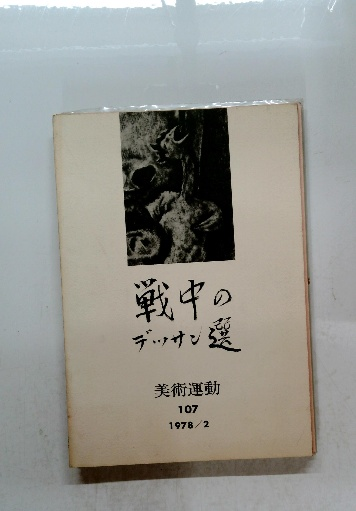 戦中の
デッサン選
美術運動
107
1978/2